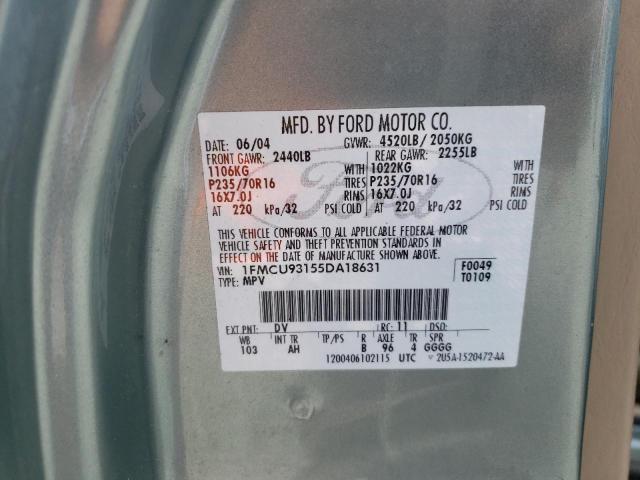 MFD. BY FORD MOTOR CO.
DATE: 06/04 GVWR: 4520LB/ 2050KG
FRONT GAWR: 2440LB REAR GAWR: 2255LB
1106KG WITH 1022KG WITH
P235/70R16 TIRES P235/70R16 TIRES
16X7.0J RIMS 16X7.0J RIMS
AT 220 kPa/32 PSI COLD AT 220 kPa/32 PSI COLD
THIS VEHICLE CONFORMS TO ALL APPLICABLE FEDERAL MOTOR
VEHICLE SAFETY AND THEFT PREVENTION STANDARDS IN
EFFECT ON THE DATE OF MANUFACTURE SHOWN ABOVE.
VIN: 1FMCU93155DA18631 F0049
TYPE: MPV T0109
EXT PNT: DV RC: 11 DSO:
WB INT TR TP/PS R AXLE TR SPR
103 AH B 96 4 GGGG
1200406102115 UTC 2U5A-1520472-AA
Ford